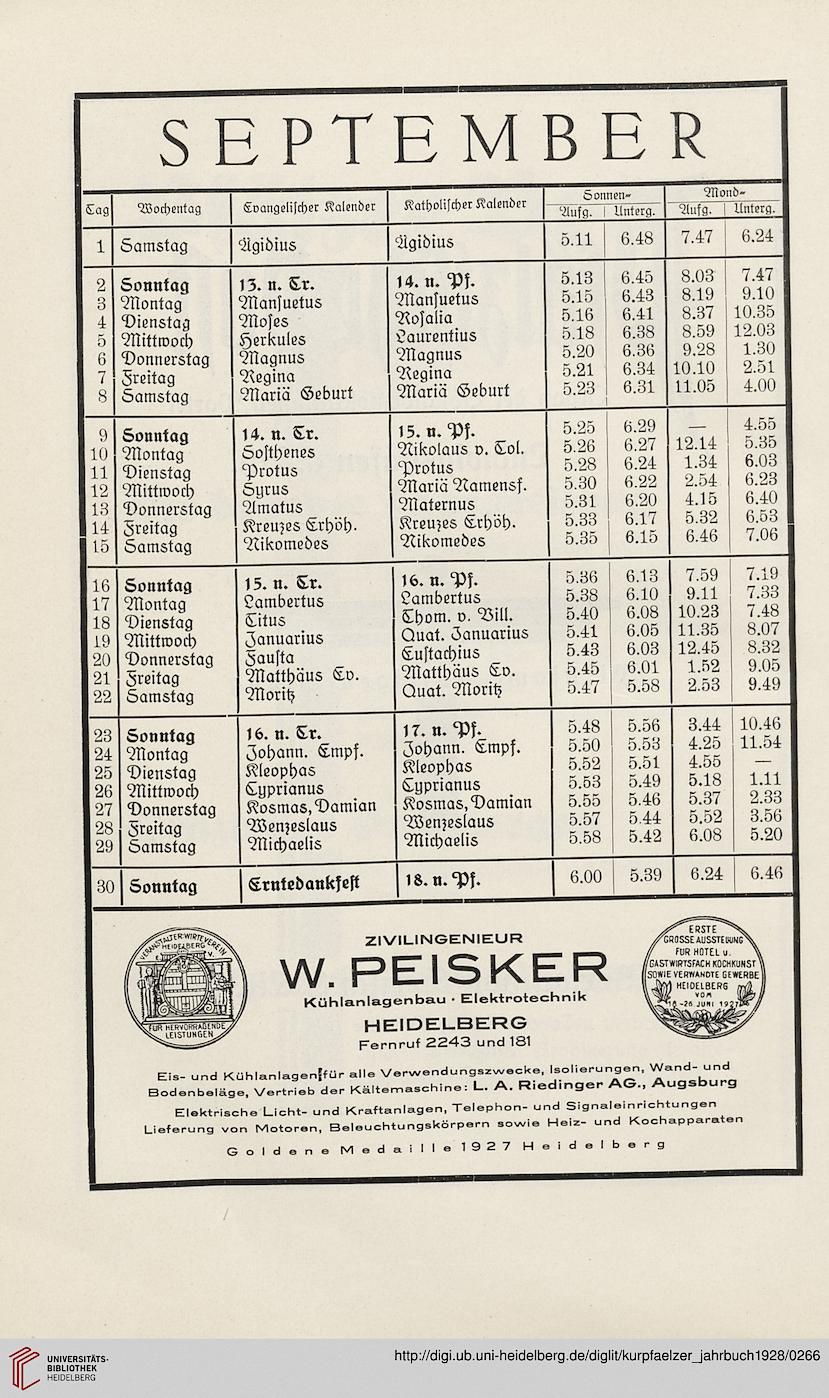 SEPTEMBER
Tag Wochentag Evangelischer Kalender Katholischer Kalender Sonnen- Mond-
Aufg. Unterg. Aufg. Unterg.
1 Samstag Ägidius Ägidius 5.11 6.48 7.47 6.24
2 Sonntag 13. n. Tr. 14. n. Pf. 5.13 6.45 8.03 7.47
3 Montag Mansuetus Mansuetus 5.15 6.43 8.19 9.10
4 Dienstag Moses Rosalia 5.16 6.41 8.37 10.35
5 Mittwoch Herkules Laurentius 5.18 6.38 8.59 12.03
6 Donnerstag Magnus Magnus 5.20 6.36 9.28 1.30
7 Freitag Regina Regina 5.21 6.34 10.10 2.51
8 Samstag Mariä Geburt Mariä Geburt 5.23 6.31 11.05 4.00
9 Sonntag 14. n. Tr. 15. n. Pf. 5.25 6.29 — 4.55
10 Montag Sosthenes Nikolaus v. Tol. 5.26 6.27 12.14 5.35
11 Dienstag Protus Protus 5.28 6.24 1.34 6.03
12 Mittwoch Syrus Mariä Namensf. 5.30 6.22 2.54 6.23
13 Donnerstag Amatus Maternus 5.31 6.20 4.15 6.40
14 Freitag Kreuzes Erhöh. Kreuzes Erhöh. 5.33 6.17 5.32 6.53
15 Samstag Nikomedes Nikomedes 5.35 6.15 6.46 7.06
16 Sonntag 15. n. Tr. 16. n. Pf. 5.36 6.13 7.59 7.19
17 Montag Lambertus Lambertus 5.38 6.10 9.11 7.33
18 Dienstag Titus Thom. v. Vill. 5.40 6.08 10.23 7.48
19 Mittwoch Januarius Quat. Januarius 5.41 6.05 11.35 8.07
20 Donnerstag Fausta Eustachius 5.43 6.03 12.45 8.32
21 Freitag Matthäus Ev. Matthäus Ev. 5.45 6.01 1.52 9.05
22 Samstag Moritz Quat. Moritz 5.47 5.58 2.53 9.49
23 Sonntag 16. n. Tr. 17. n. Pf. 5.48 5.56 3.44 10.46
24 Montag Johann. Empf. Johann. Empf. 5.50 5.53 4.25 11.54
25 Dienstag Kleophas Kleophas 5.52 5.51 4.55 —
26 Mittwoch Cyprianus Cyprianus 5.53 5.49 5.18 1.11
27 Donnerstag Kosmas, Damian Kosmas, Damian 5.55 5.46 5.37 2.33
28 Freitag Wenzeslaus Wenzeslaus 5.57 5.44 5.52 3.56
29 Samstag Michaelis Michaelis 5.58 5.42 6.08 5.20
30 Sonntag Erntedankfest 18. n. Pf. 6.00 5.39 6.24 6.46
VERANSTALTER: WIRTEVEREIN
HEIDELBERG u.
FÜR HERVORRAGENDE
LEISTUNGEN
ZIVILINGENIEUR
W. PEISKER
Kühlanlagenbau · Elektrotechnik
HEIDELBERG
Fernruf 2243 und 181
ERSTE
GROSSE AUSSTELLUNG
FÜR HOTEL u.
GASTWIRTSFACH KOCHKUNST
SOWIE VERWANDTE GEWERBE
HEIDELBERG
VOM
-26. JUNI 1927
Eis- und Kühlanlagen für alle Verwendungszwecke, Isolierungen, Wand- und
Bodenbeläge, Vertrieb der Kältemaschine: L. A. Riedinger AG., Augsburg
Elektrische Licht- und Kraftanlagen, Telephon- und Signaleinrichtungen
Lieferung von Motoren, Beleuchtungskörpern sowie Heiz- und Kochapparaten
Goldene Medaille 1927 Heidelberg
UNIVERSITÄTS-
BIBLIOTHEK
HEIDELBERG
http://digi.ub.uni-heidelberg.de/diglit/kurpfaelzer_jahrbuch1928/0266